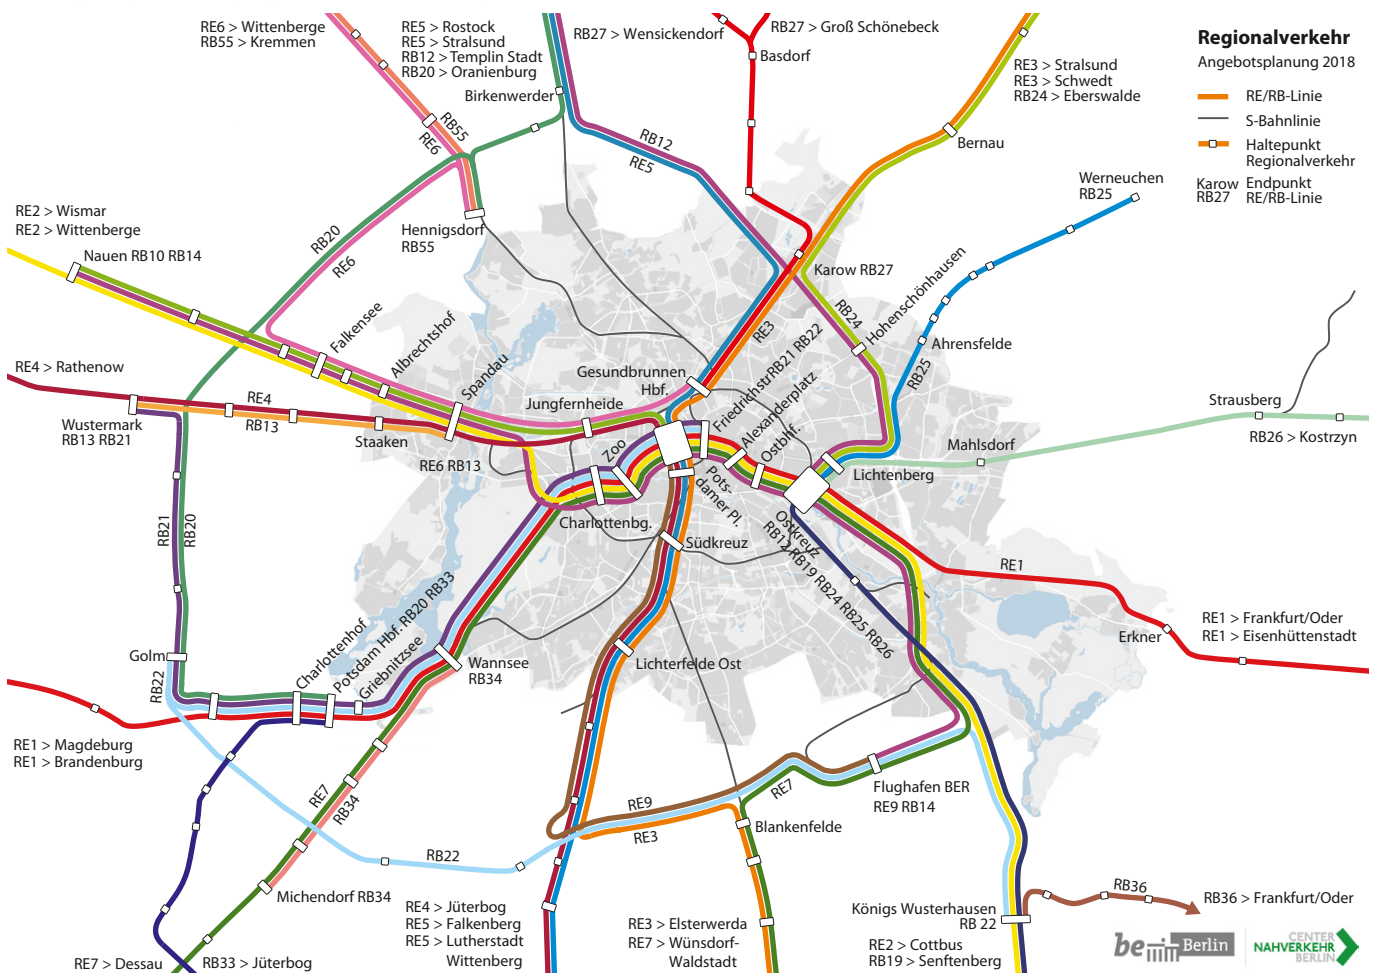 RE6 > Wittenberge
RB55 > Kremmen
RE5 > Rostock
RE5 > Stralsund
RB12 > Templin Stadt
RB20 > Oranienburg
Birkenwerder
RB27 > Wensickendorf
RB27 > Groß Schönebeck
Basdorf
RE3 > Stralsund
RE3 > Schwedt
RB24 > Eberswalde
Bernau
Regionalverkehr
Angebotsplanung 2018
RE/RB-Linie
S-Bahnlinie
Haltepunkt
Regionalverkehr
Karow
RB27
Endpunkt
RE/RB-Linie
Werneuchen
RB25
RB55
RE6
RB12
RE5
RE2 > Wismar
RE2 > Wittenberge
Nauen RB10 RB14
RB20
RE6
Hennigsdorf
RB55
Karow RB27
RB24
Hohenschönhausen
RE3
Ahrensfelde
RB25
Falkensee
Albrechtshof
Spandau
RE4 > Rathenow
RE4
RB13
Wustermark
RB13 RB21
Staaken
RE6 RB13
Jungfernheide
Gesundbrunnen
Hbf.
Friedrichstr. RB21 RB22
Alexanderplatz
Ostbhf.
Zoo
Charlottenbg.
Pots-
damer Pl.
Lichtenberg
Mahlsdorf
Strausberg
RB26 > Kostrzyn
Ostkreuz
RB12 RB19 RB24 RB25 RB26
Südkreuz
RE1
RE1 > Frankfurt/Oder
RE1 > Eisenhüttenstadt
Erkner
RB21
RB20
Golm
RB22
Charlottenhof
Potsdam Hbf. RB20 RB33
Griebnitzsee
Wannsee
RB34
Lichterfelde Ost
RE1 > Magdeburg
RE1 > Brandenburg
RE7
RB34
RE9
RE3
RE7
Flughafen BER
RE9 RB14
Blankenfelde
RB22
Michendorf RB34
RE7 > Dessau
RB33 > Jüterbog
RE4 > Jüterbog
RE5 > Falkenberg
RE5 > Lutherstadt
Wittenberg
RE3 > Elsterwerda
RE7 > Wünsdorf-
Waldstadt
Königs Wusterhausen
RB 22
RE2 > Cottbus
RB19 > Senftenberg
RB36
RB36 > Frankfurt/Oder
be Berlin
CENTER
NAHVERKEHR
BERLIN